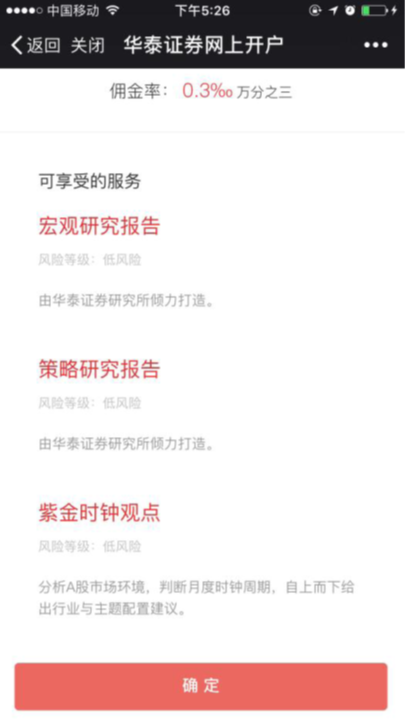 中国移动 下午5:26
返回 关闭 华泰证券网上开户
佣金率： 0.3‰ 万分之三
可享受的服务
宏观研究报告
风险等级：低风险
由华泰证券研究所倾力打造。
策略研究报告
风险等级：低风险
由华泰证券研究所倾力打造。
紫金时钟观点
风险等级：低风险
分析A股市场环境，判断月度时钟周期，自上而下给
出行业与主题配置建议。
确定